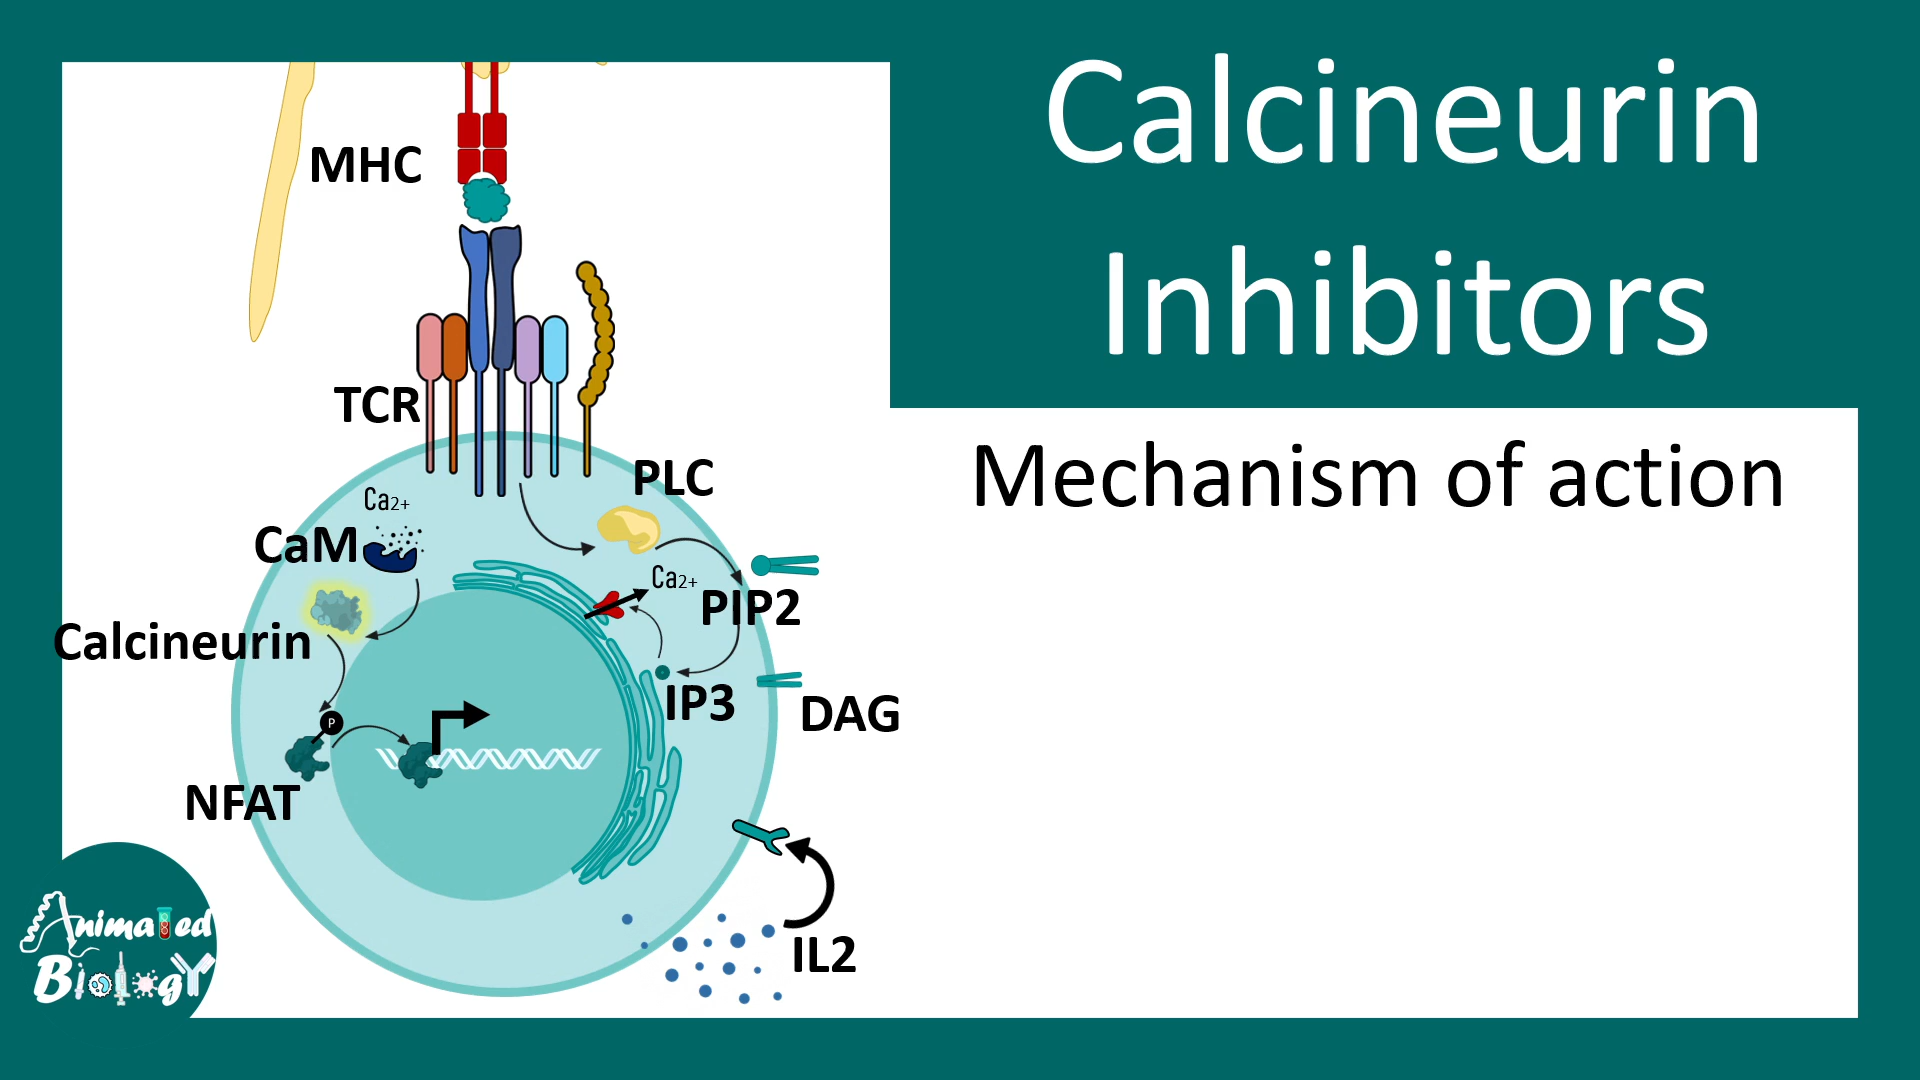 Calcineurin
Inhibitors
Mechanism of action
MHC
TCR
PLC
Ca2+
CaM
Ca2+
PIP2
Calcineurin
IP3
DAG
P
NFAT
IL2
Animated
Biology